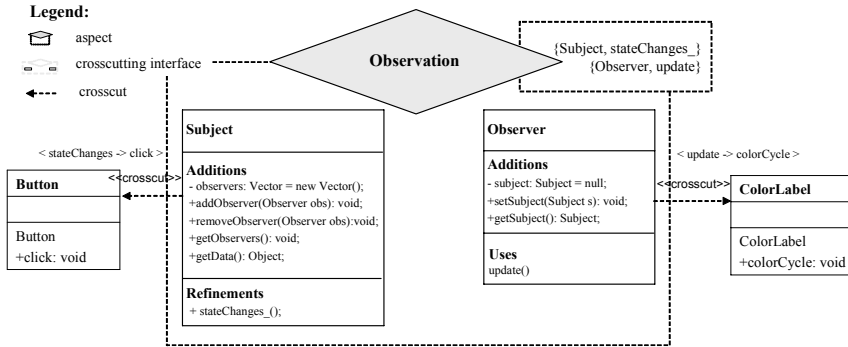 Legend:
aspect
crosscutting interface
crosscut
Observation
{Subject, stateChanges_}
{Observer, update}
< stateChanges -> click >
<<crosscut>>
Button
Button
+click: void
Subject
Additions
- observers: Vector = new Vector();
+addObserver(Observer obs): void;
+removeObserver(Observer obs):void;
+getObservers(): void;
+getData(): Object;
Refinements
+ stateChanges_();
Observer
Additions
- subject: Subject = null;
+setSubject(Subject s): void;
+getSubject(): Subject;
Uses
update()
< update -> colorCycle >
<<crosscut>>
ColorLabel
ColorLabel
+colorCycle: void